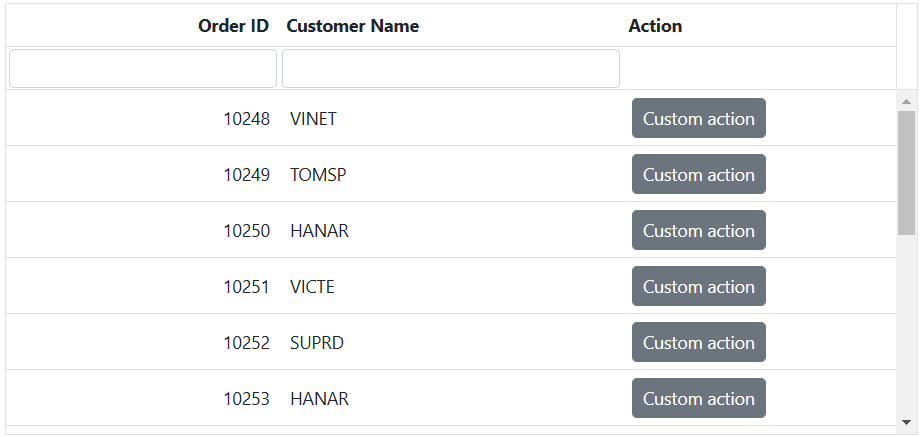 Order ID Customer Name Action
10248 VINET Custom action
10249 TOMSP Custom action
10250 HANAR Custom action
10251 VICTE Custom action
10252 SUPRD Custom action
10253 HANAR Custom action